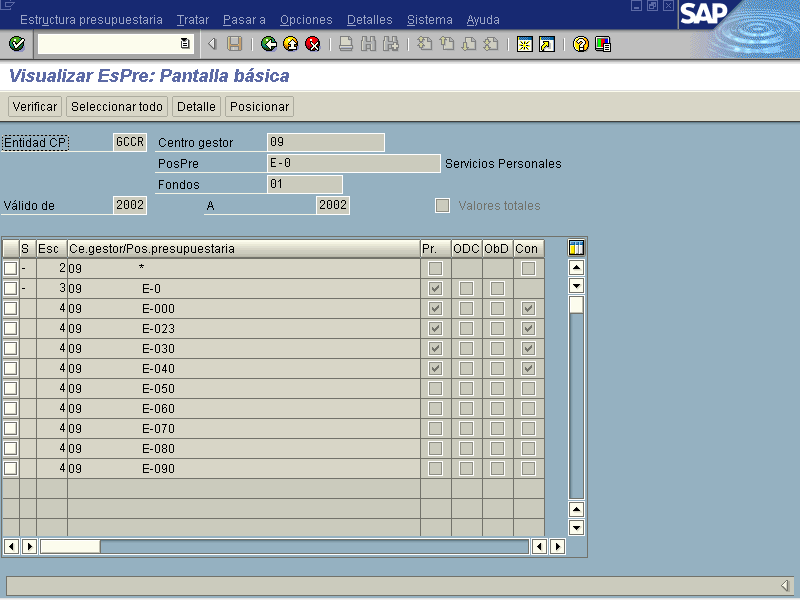 Estructura presupuestaria Tratar Pasar a Opciones Detalles Sistema Ayuda
SAP
Visualizar EsPre: Pantalla básica
Verificar Seleccionar todo Detalle Posicionar
Entidad CP GCCR Centro gestor 09
PosPre E-0 Servicios Personales
Fondos 01
Válido de 2002 A 2002 Valores totales
S Esc Ce.gestor/Pos.presupuestaria Pr. ODC ObD Con
- 2 09 *
- 3 09 E-0
4 09 E-000
4 09 E-023
4 09 E-030
4 09 E-040
4 09 E-050
4 09 E-060
4 09 E-070
4 09 E-080
4 09 E-090